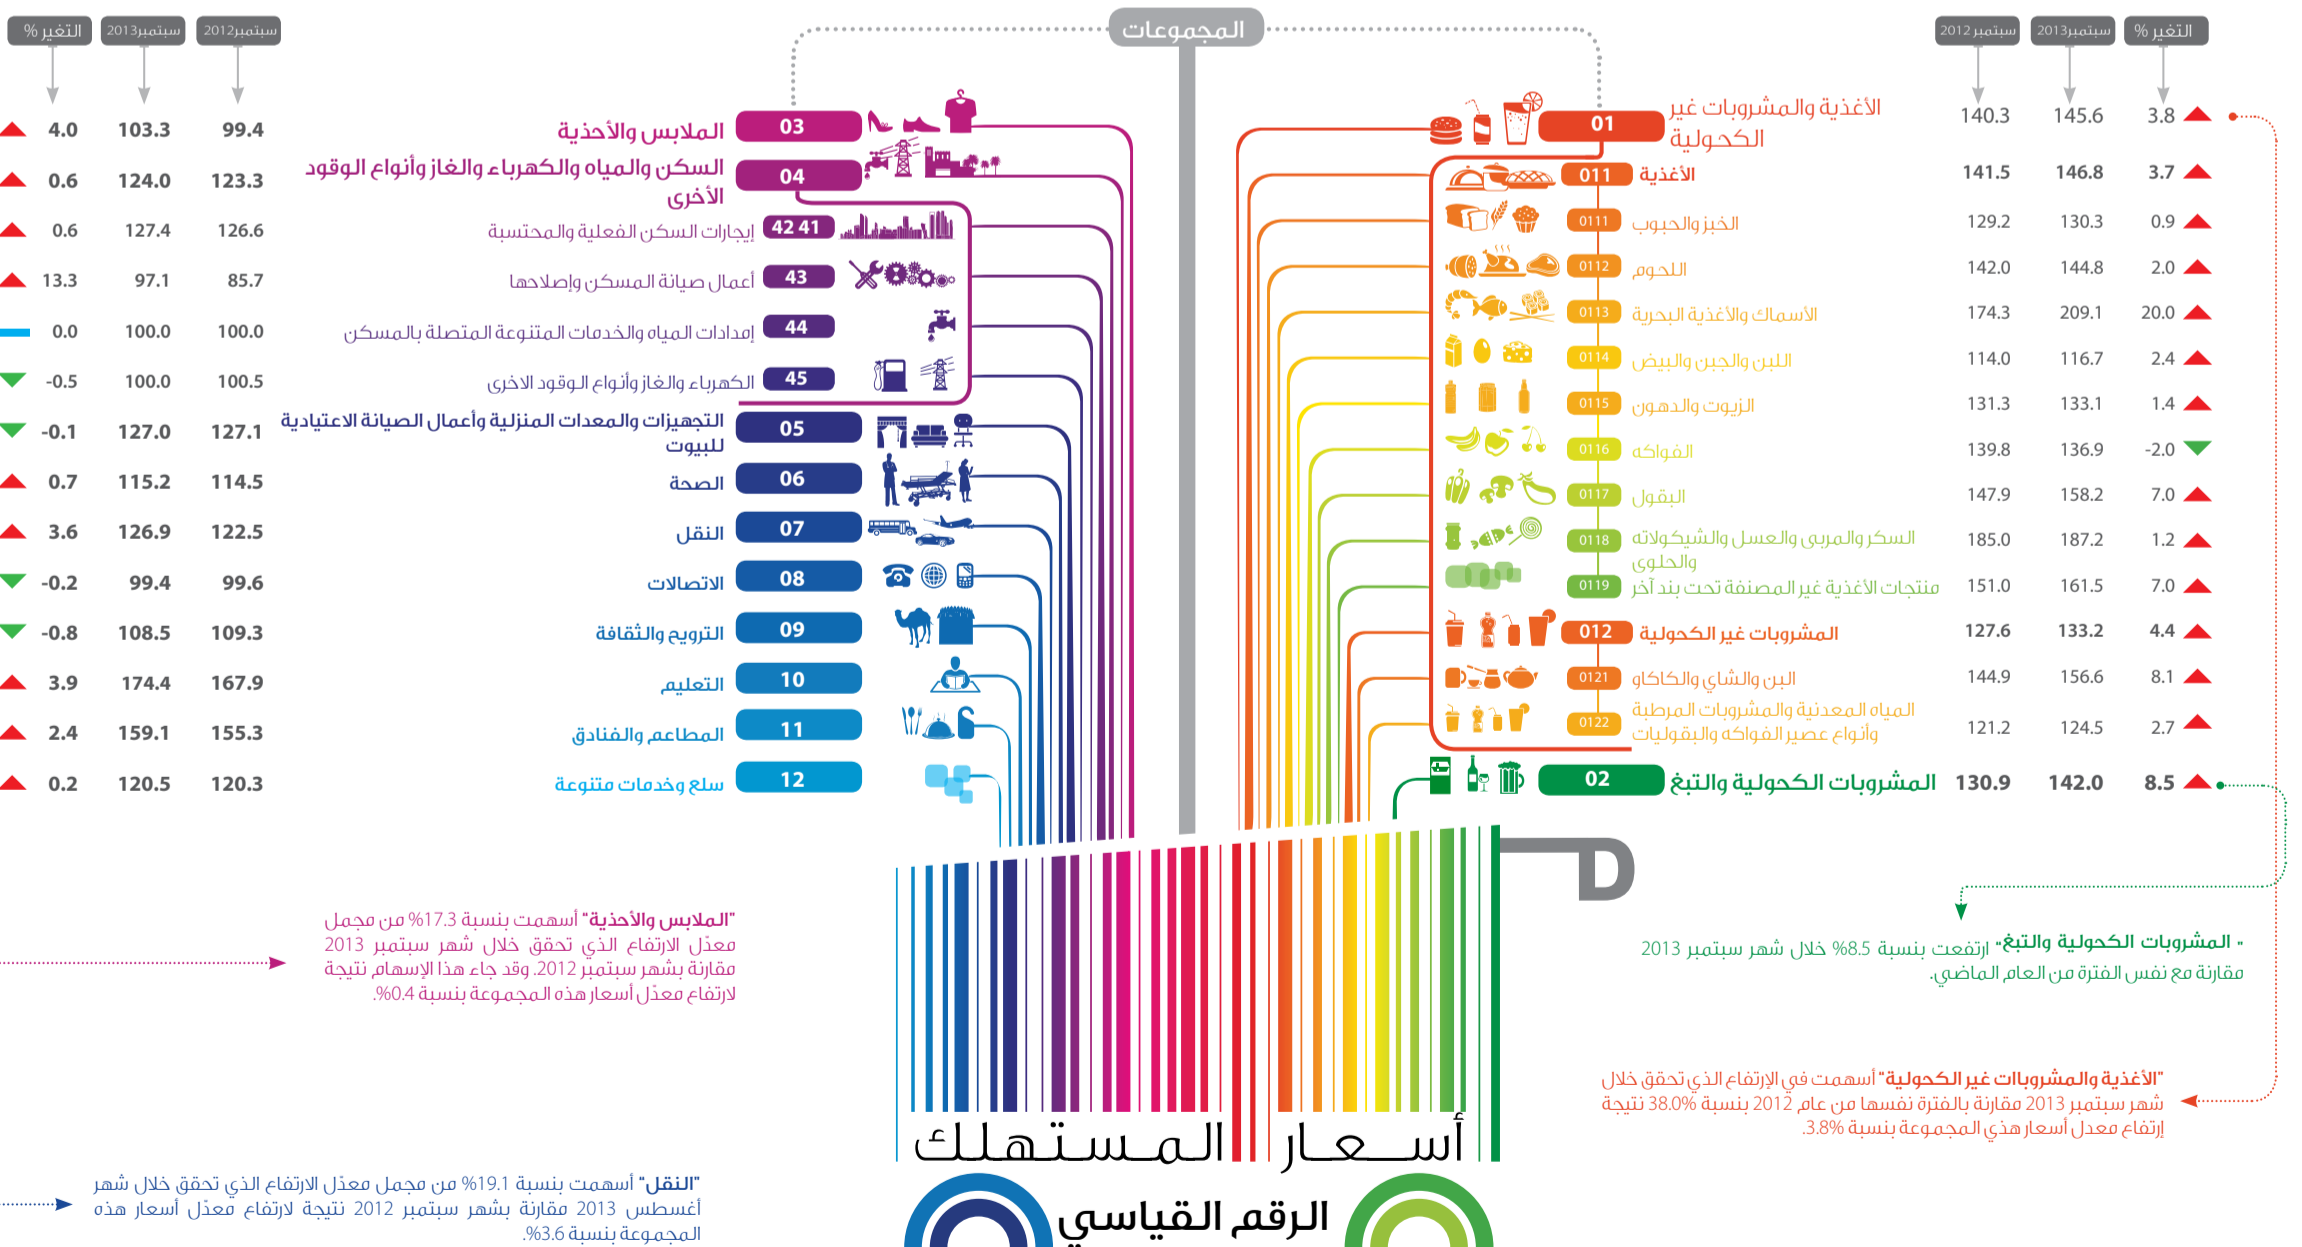 المجموعات
سبتمبر 2012 سبتمبر2013 التغير %
01 الأغذية والمشروبات غير 140.3 145.6 3.8
الكحولية
011 الأغذية 141.5 146.8 3.7
0111 الخبز والحبوب 129.2 130.3 0.9
0112 اللحوم 142.0 144.8 2.0
0113 الأسماك والأغذية البحرية 174.3 209.1 20.0
0114 اللبن والجبن والبيض 114.0 116.7 2.4
0115 الزيوت والدهون 131.3 133.1 1.4
0116 الفواكه 139.8 136.9 -2.0
0117 البقول 147.9 158.2 7.0
0118 السكر والمربى والعسل والشيكولاته 185.0 187.2 1.2
والحلوى
0119 منتجات الأغذية غير المصنفة تحت بند آخر 151.0 161.5 7.0
012 المشروبات غير الكحولية 127.6 133.2 4.4
0121 البن والشاي والكاكاو 144.9 156.6 8.1
0122 المياه المعدنية والمشروبات المرطبة 121.2 124.5 2.7
وأنواع عصير الفواكه والبقوليات
02 المشروبات الكحولية والتبغ 130.9 142.0 8.5
سبتمبر2012 سبتمبر2013 التغير %
03 الملابس والأحذية 99.4 103.3 4.0
04 السكن والمياه والكهرباء والغاز وأنواع الوقود 123.3 124.0 0.6
الأخرى
42 41 إيجارات السكن الفعلية والمحتسبة 126.6 127.4 0.6
43 أعمال صيانة المسكن وإصلاحها 85.7 97.1 13.3
44 إمدادات المياه والخدمات المتنوعة المتصلة بالمسكن 100.0 100.0 0.0
45 الكهرباء والغاز وأنواع الوقود الاخرى 100.5 100.0 -0.5
05 التجهيزات والمعدات المنزلية وأعمال الصيانة الاعتيادية 127.1 127.0 -0.1
للبيوت
06 الصحة 114.5 115.2 0.7
07 النقل 122.5 126.9 3.6
08 الاتصالات 99.6 99.4 -0.2
09 الترويح والثقافة 109.3 108.5 -0.8
10 التعليم 167.9 174.4 3.9
11 المطاعم والفنادق 155.3 159.1 2.4
12 سلع وخدمات متنوعة 120.3 120.5 0.2
" المشروبات الكحولية والتبغ" ارتفعت بنسبة 8.5% خلال شهر سبتمبر 2013
مقارنة مع نفس الفترة من العام الماضي.
"الأغذية والمشروباات غير الكحولية" أسهمت في الإرتفاع الذي تحقق خلال
شهر سبتمبر 2013 مقارنة بالفترة نفسها من عام 2012 بنسبة 38.0% نتيجة
إرتفاع معدل أسعار هذي المجموعة بنسبة 3.8%.
"الملابس والأحذية" أسهمت بنسبة 17.3% من مجمل
معدّل الارتفاع الذي تحقق خلال شهر سبتمبر 2013
مقارنة بشهر سبتمبر 2012. وقد جاء هذا الإسهام نتيجة
لارتفاع معدّل أسعار هذه المجموعة بنسبة 0.4%.
"النقل" أسهمت بنسبة 19.1% من مجمل معدّل الارتفاع الذي تحقق خلال شهر
أغسطس 2013 مقارنة بشهر سبتمبر 2012 نتيجة لارتفاع معدّل أسعار هذه
المجموعة بنسبة 3.6%.
أسعار المستهلك
الرقم القياسي